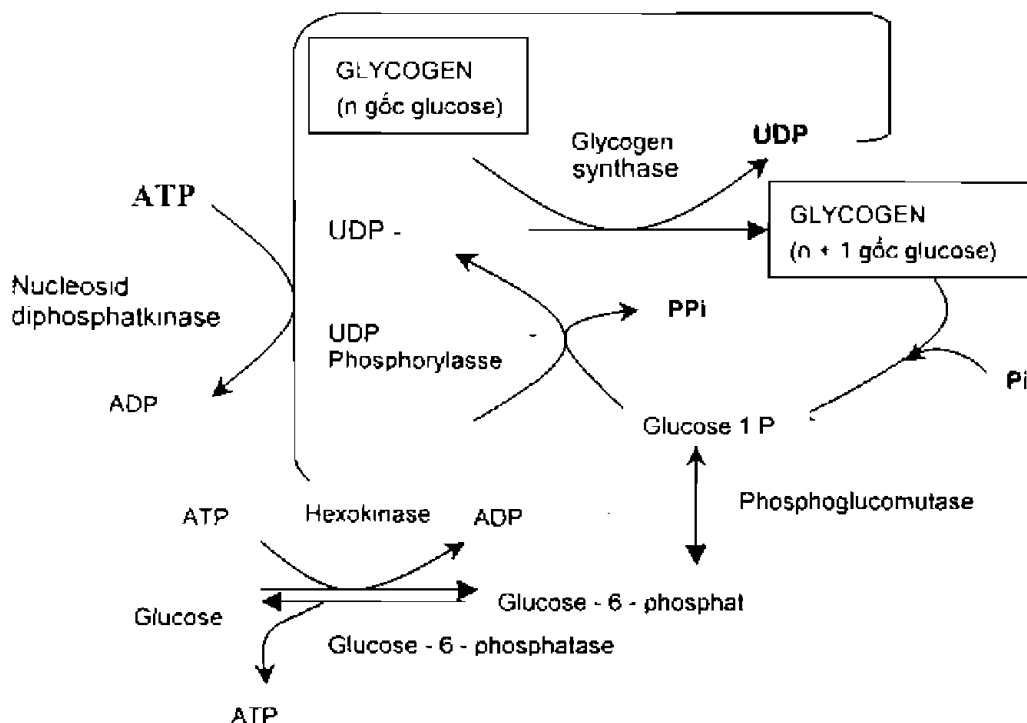 GLYCOGEN
(n gốc glucose)
Glycogen
synthase
UDP
ATP
UDP -
GLYCOGEN
(n + 1 gốc glucose)
Nucleosid
diphosphatkinase
PPi
UDP
Phosphorylasse
Pi
ADP
Glucose 1 P
ATP
Hexokinase
ADP
Phosphoglucomutase
Glucose
Glucose - 6 - phosphat
Glucose - 6 - phosphatase
ATP